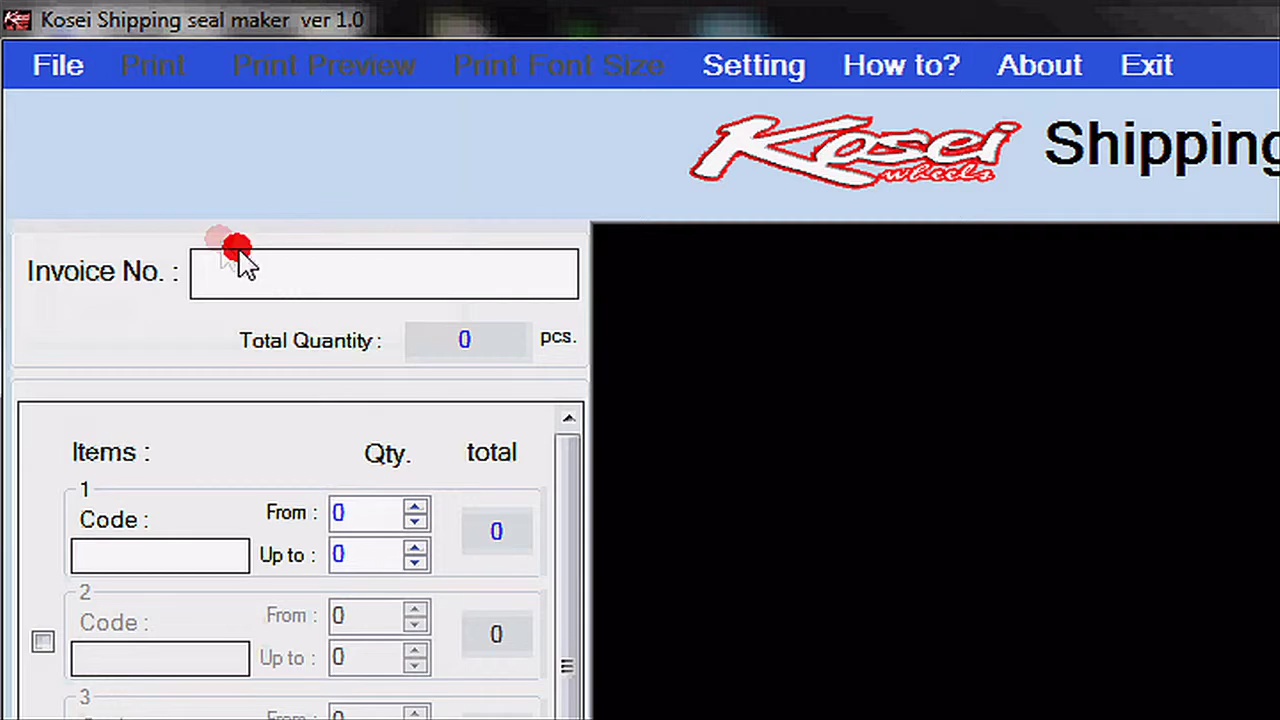 Kosei Shipping seal maker ver 1.0
File Print Print Preview Print Font Size Setting How to? About Exit
Kosei wheels Shipping
Invoice No. :
Total Quantity : 0 pcs.
Items : Qty. total
1
Code : From : 0 0
Up to : 0
2
Code : From : 0 0
Up to : 0
3